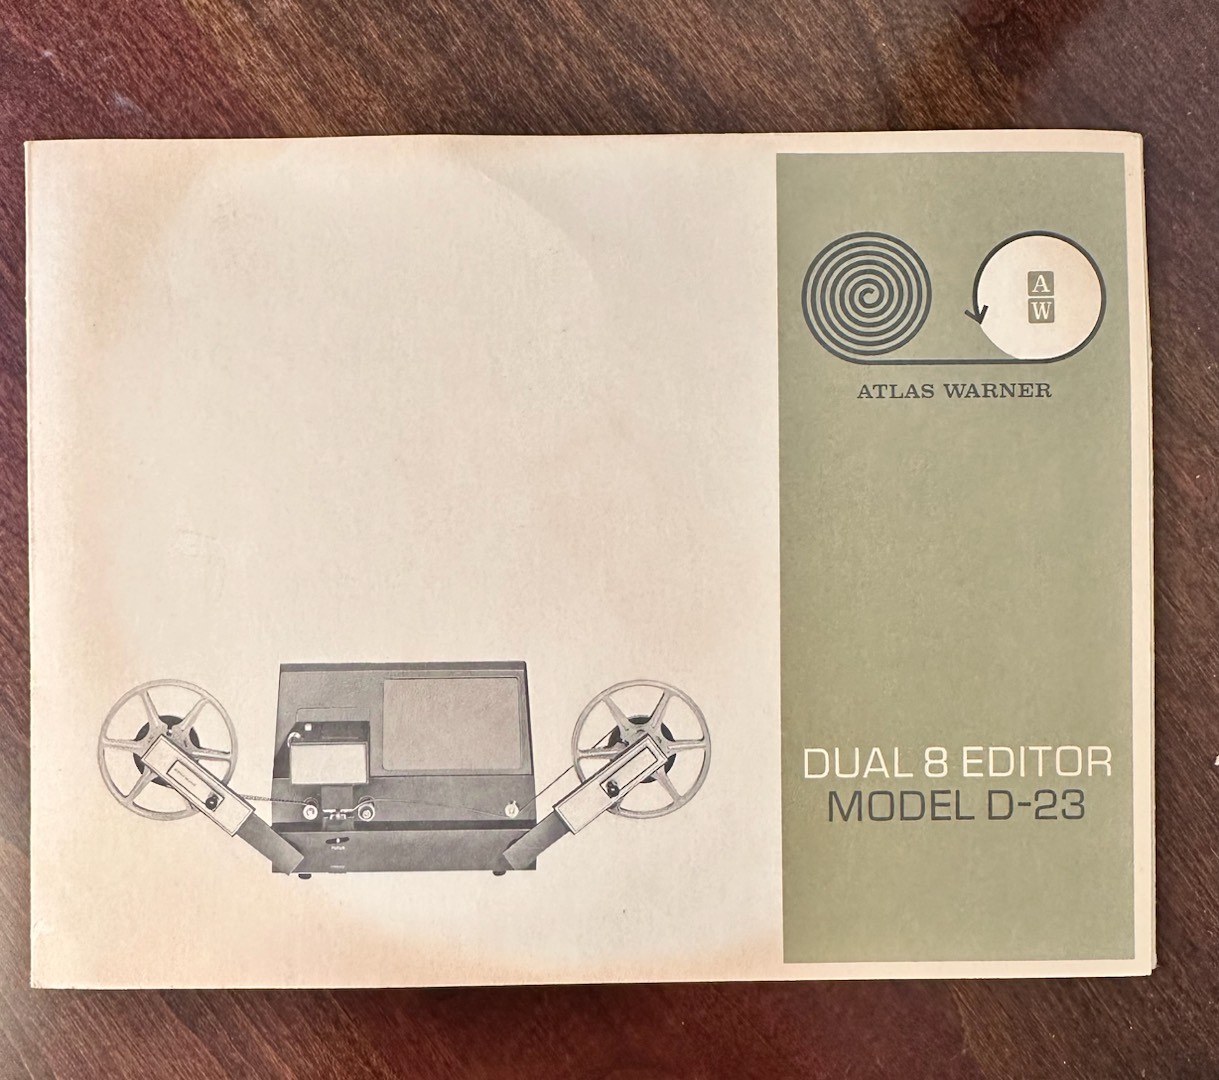 A
W
ATLAS WARNER
DUAL 8 EDITOR
MODEL D-23